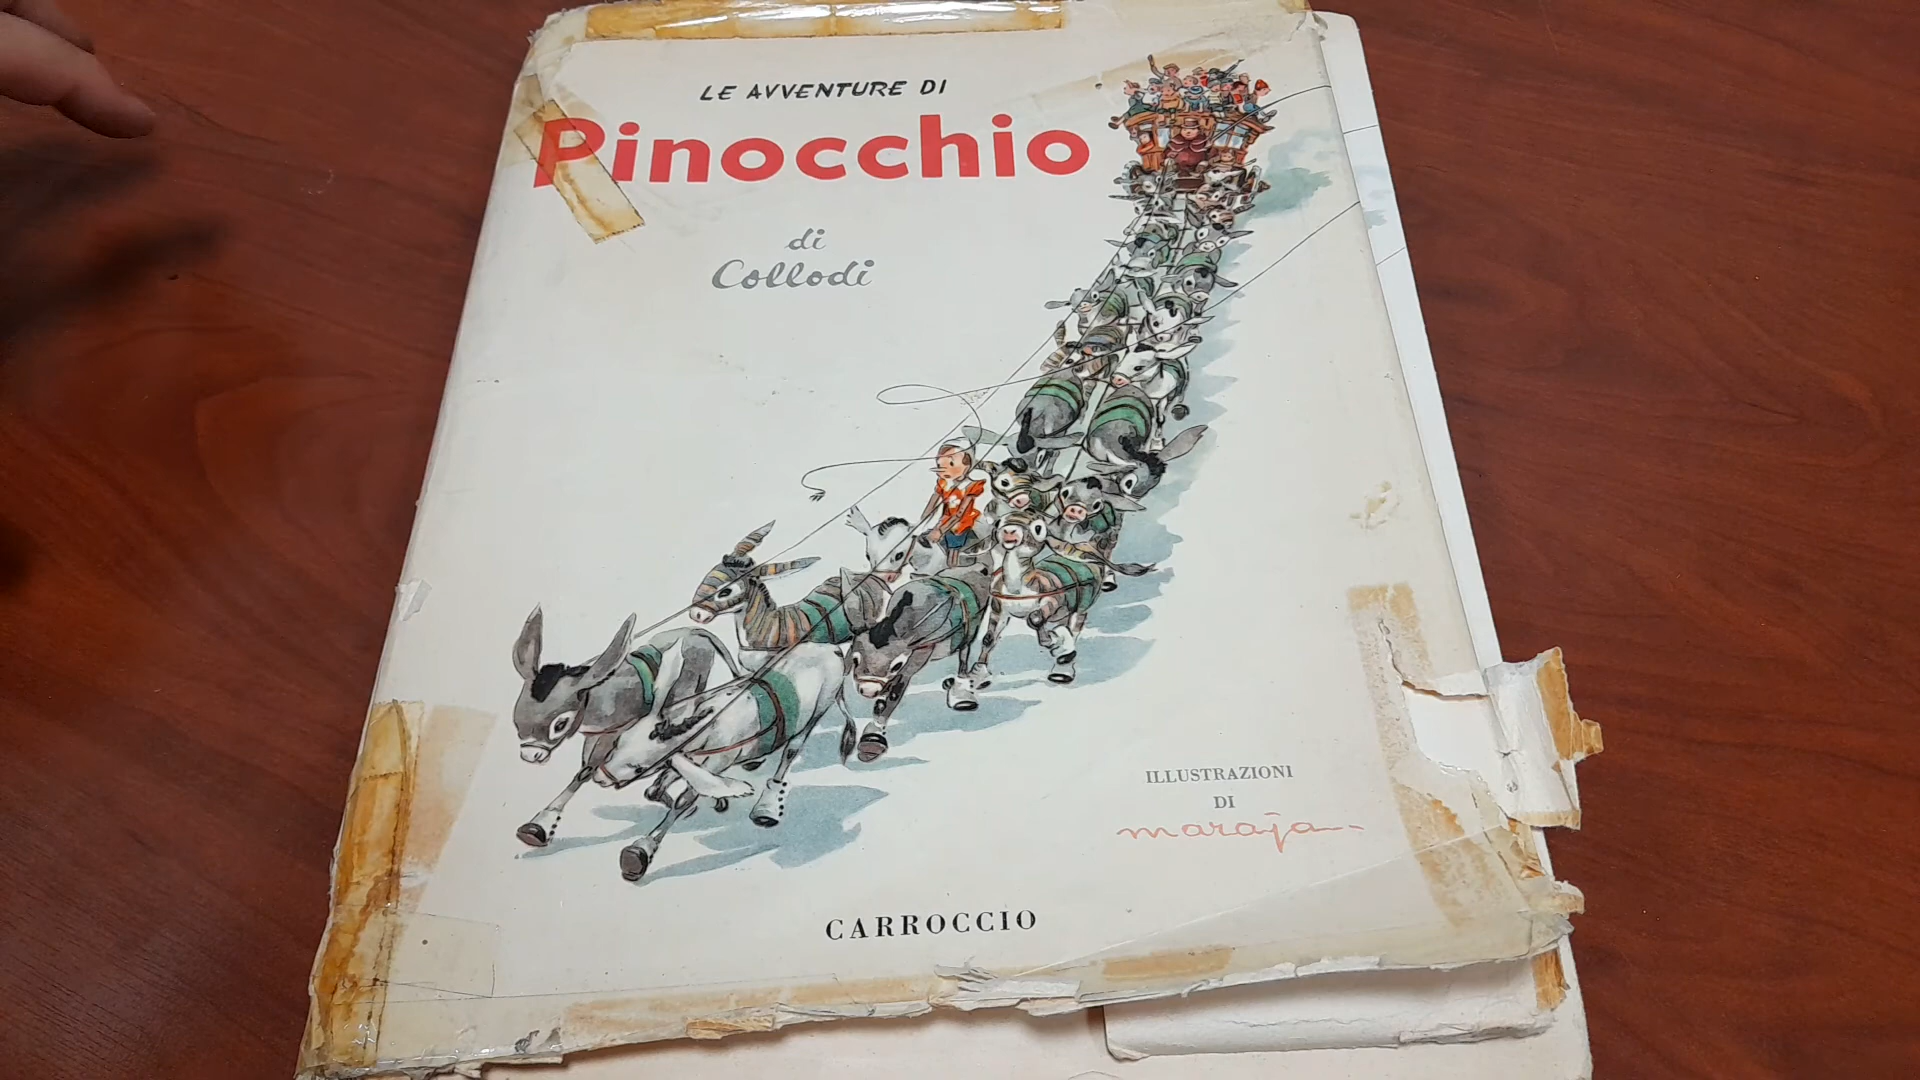 LE AVVENTURE DI
Pinocchio
di
Collodi
ILLUSTRAZIONI
DI
maraja
CARROCCIO